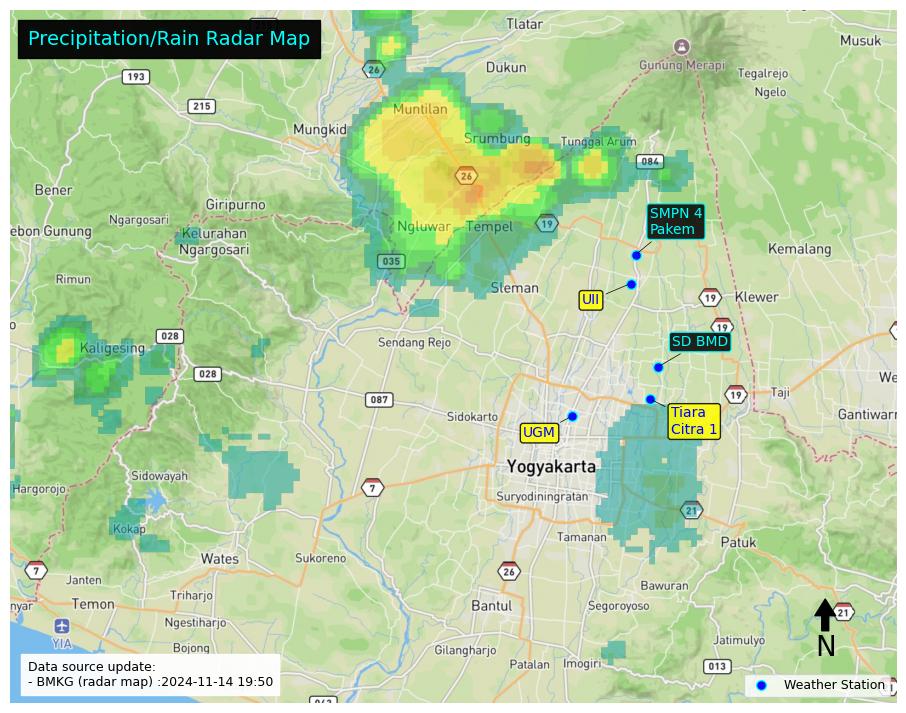 Precipitation/Rain Radar Map
Tlatar
Musuk
26
Dukun
Gunung Merapi
Tegalrejo
193
Ngelo
215
Muntilan
Mungkid
Srumbung
Tunggal Arum
084
26
Bener
Giripurno
SMPN 4
Pakem
Ngargosari
ebon Gunung
Kelurahan
Ngargosari
Ngluwar
Tempel
19
Kemalang
035
Rimun
Sleman
UII
19
Klewer
19
028
Sendang Rejo
SD BMD
Kaligesing
028
We
087
19
Taji
Sidokarto
Tiara
Citra 1
Gantiwarn
UGM
Yogyakarta
Sidowayah
Hargorojo
7
Suryodiningratan
21
Kokap
Tamanan
Patuk
Wates
Sukoreno
7
26
Janten
Bawuran
nyar
Temon
Triharjo
Bantul
Segoroyoso
21
Ngestiharjo
YIA
Bojong
Jatimulyo
N
Gilangharjo
Patalan
Imogiri
013
Data source update:
- BMKG (radar map) :2024-11-14 19:50
Weather Station